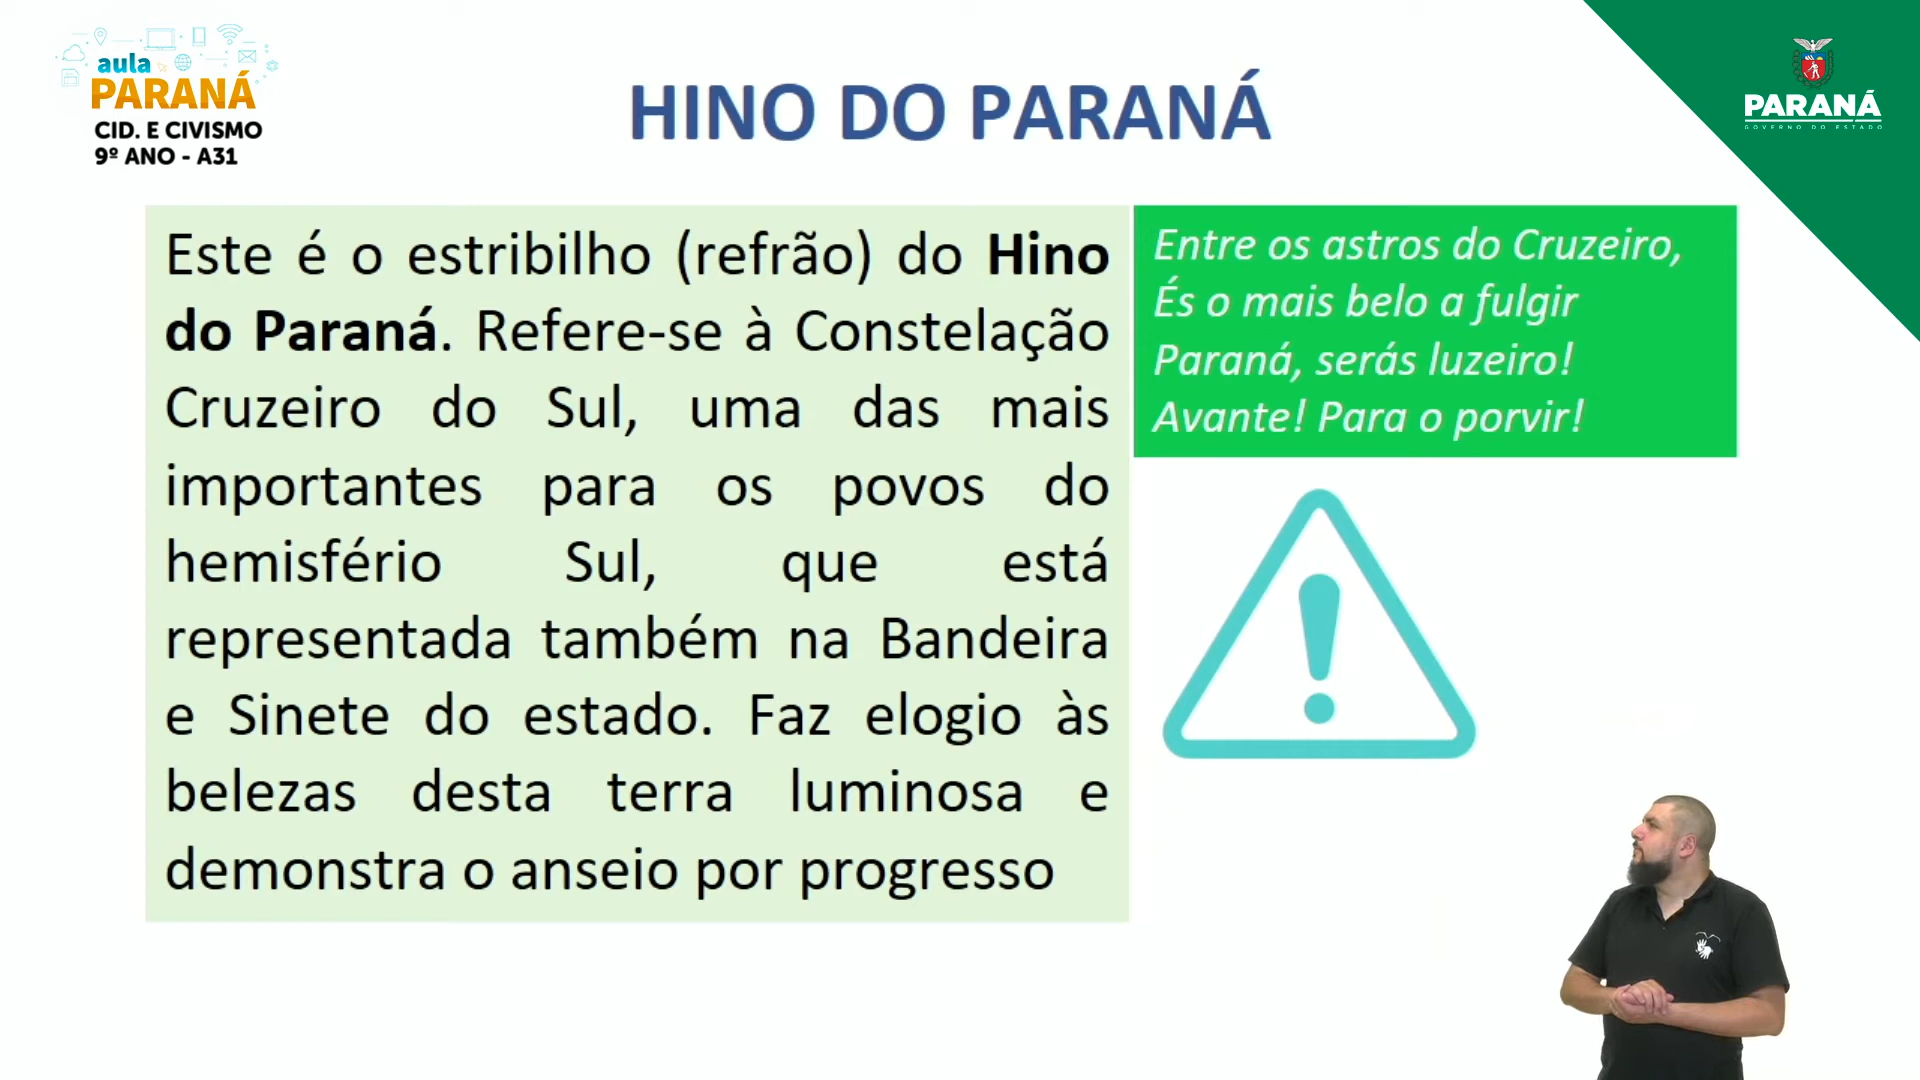 aula
PARANÁ
CID. E CIVISMO
9º ANO - A31
HINO DO PARANÁ
PARANÁ
GOVERNO DO ESTADO
Este é o estribilho (refrão) do Hino
do Paraná. Refere-se à Constelação
Cruzeiro do Sul, uma das mais
importantes para os povos do
hemisfério Sul, que está
representada também na Bandeira
e Sinete do estado. Faz elogio às
belezas desta terra luminosa e
demonstra o anseio por progresso
Entre os astros do Cruzeiro,
És o mais belo a fulgir
Paraná, serás luzeiro!
Avante! Para o porvir!